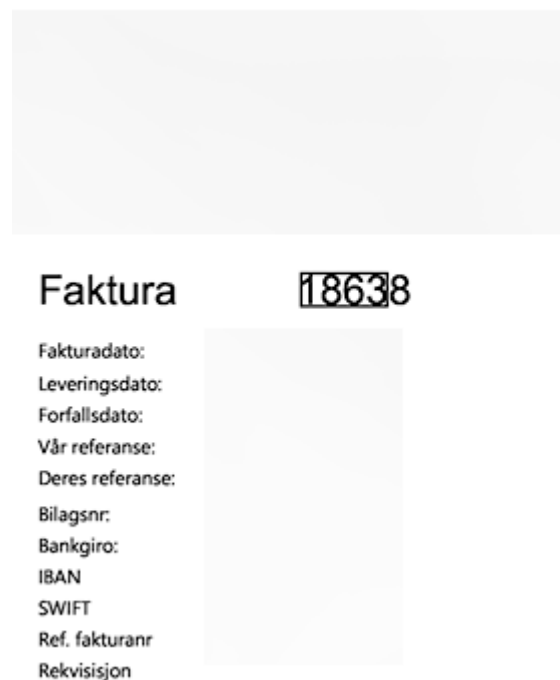 Faktura 18638
Fakturadato:
Leveringsdato:
Forfallsdato:
Vår referanse:
Deres referanse:
Bilagsnr:
Bankgiro:
IBAN
SWIFT
Ref. fakturanr
Rekvisisjon